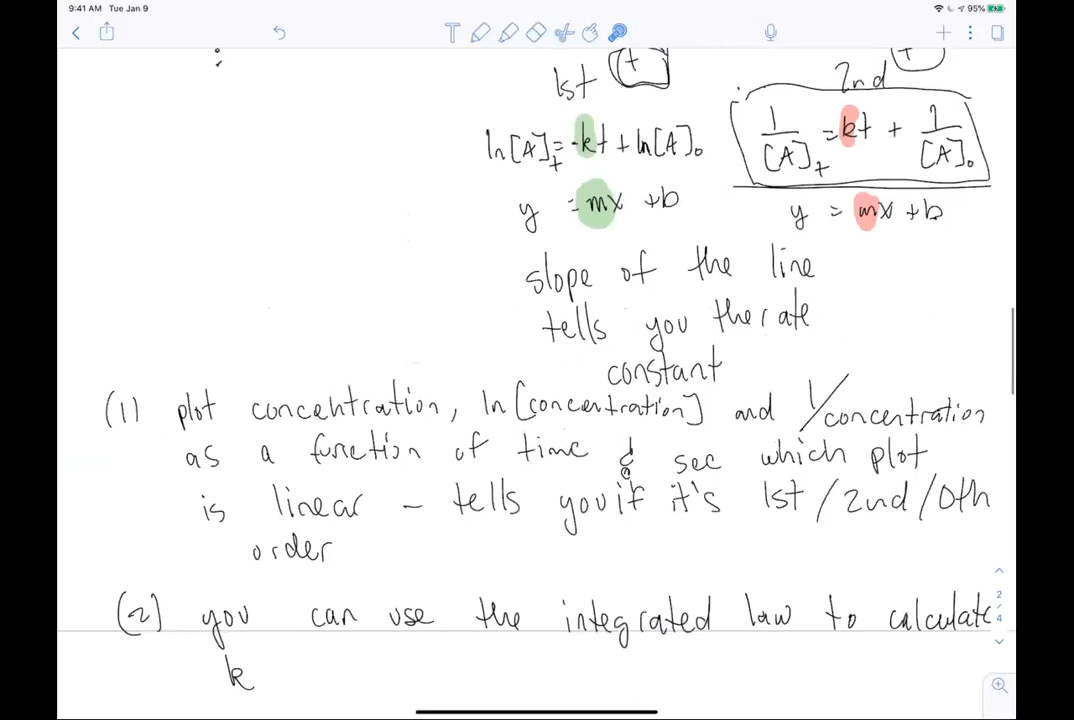 9:41 AM Tue Jan 9
95%
1st t
2nd t
ln[A]t = -kt + ln[A]0
y = mx + b
1/[A]t = kt + 1/[A]0
y = mx + b
slope of the line
tells you the rate
constant
(1) plot concentration, ln[concentration] and 1/concentration
as a function of time & sec which plot
is linear – tells you if it's 1st/2nd/0th
order
(2) you can use the integrated law to calculate
k
2/4